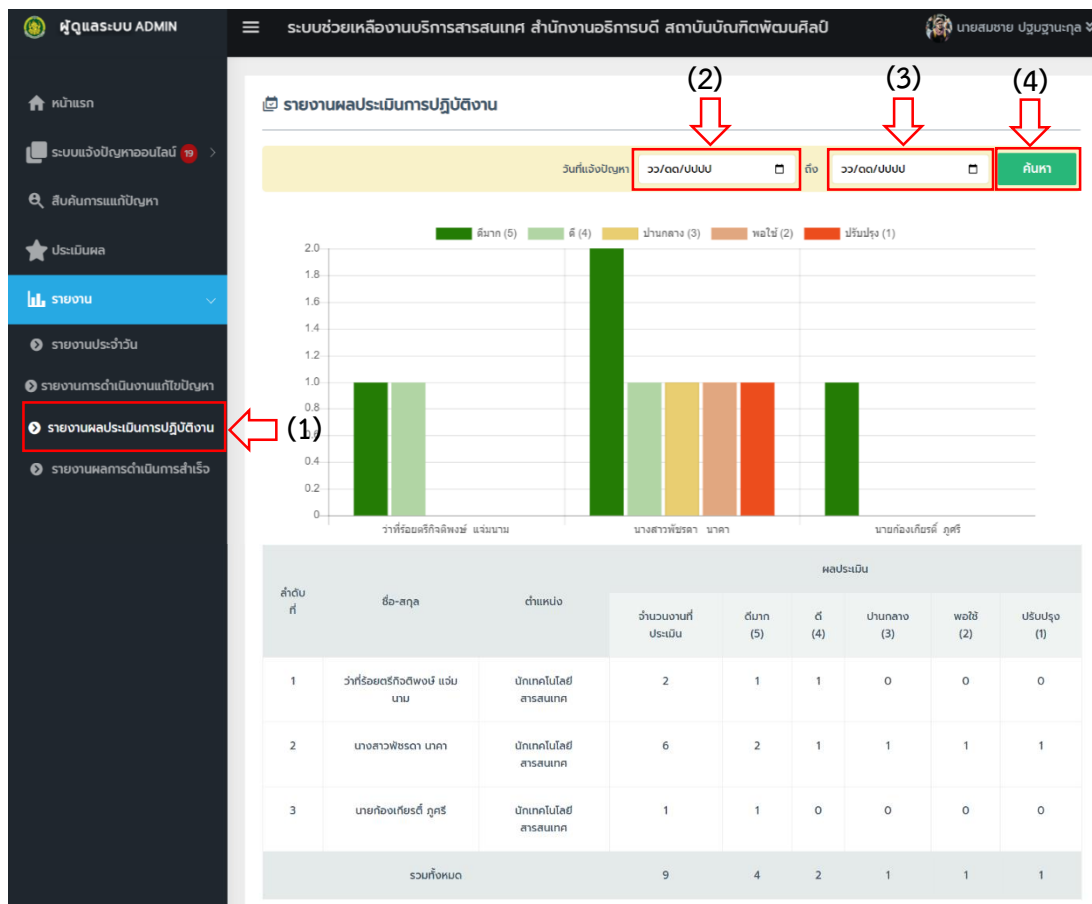 ผู้ดูแลระบบ ADMIN
ระบบช่วยเหลืองานบริการสารสนเทศ สำนักงานอธิการบดี สถาบันบัณฑิตพัฒนศิลป์
นายสมชาย ปฐมฐานะกุล
หน้าแรก
ระบบแจ้งปัญหาออนไลน์ 19
สืบค้นการแแก้ปัญหา
ประเมินผล
รายงาน
รายงานประจำวัน
รายงานการดำเนินงานแก้ไขปัญหา
รายงานผลประเมินการปฏิบัติงาน
(1)
รายงานผลการดำเนินการสำเร็จ
รายงานผลประเมินการปฏิบัติงาน
(2)
(3)
(4)
วันที่แจ้งปัญหา วว/ดด/ปปปป ถึง วว/ดด/ปปปป ค้นหา
ดีมาก (5) ดี (4) ปานกลาง (3) พอใช้ (2) ปรับปรุง (1)
2.0
1.8
1.6
1.4
1.2
1.0
0.8
0.4
0.2
0
ว่าที่ร้อยตรีกิจติพงษ์ แจ่มนาม นางสาวพัชรดา นาคา นายก้องเกียรติ์ ภูศรี
ลำดับที่ ชื่อ-สกุล ตำแหน่ง ผลประเมิน
จำนวนงานที่ประเมิน ดีมาก (5) ดี (4) ปานกลาง (3) พอใช้ (2) ปรับปรุง (1)
1 ว่าที่ร้อยตรีกิจติพงษ์ แจ่มนาม นักเทคโนโลยีสารสนเทศ 2 1 1 0 0 0
2 นางสาวพัชรดา นาคา นักเทคโนโลยีสารสนเทศ 6 2 1 1 1 1
3 นายก้องเกียรติ์ ภูศรี นักเทคโนโลยีสารสนเทศ 1 1 0 0 0 0
รวมทั้งหมด 9 4 2 1 1 1